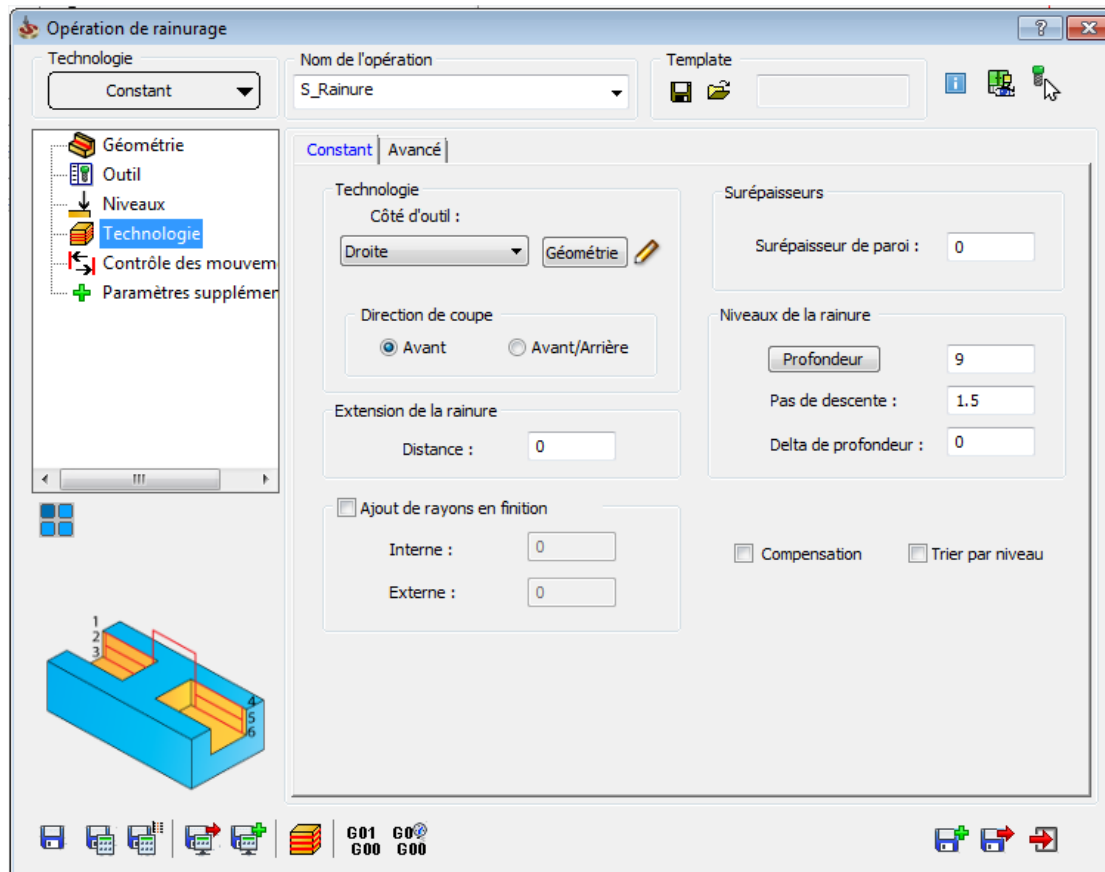 Opération de rainurage
Technologie
Constant
Nom de l'opération
S_Rainure
Template
Géométrie
Outil
Niveaux
Technologie
Contrôle des mouvem
Paramètres supplémer
Constant
Avancé
Technologie
Côté d'outil :
Droite
Géométrie
Direction de coupe
Avant
Avant/Arrière
Extension de la rainure
Distance :
0
Ajout de rayons en finition
Interne :
0
Externe :
0
Surépaisseurs
Surépaisseur de paroi :
0
Niveaux de la rainure
Profondeur
9
Pas de descente :
1.5
Delta de profondeur :
0
Compensation
Trier par niveau
1
2
3
4
5
6
G01 G00
G00 G00